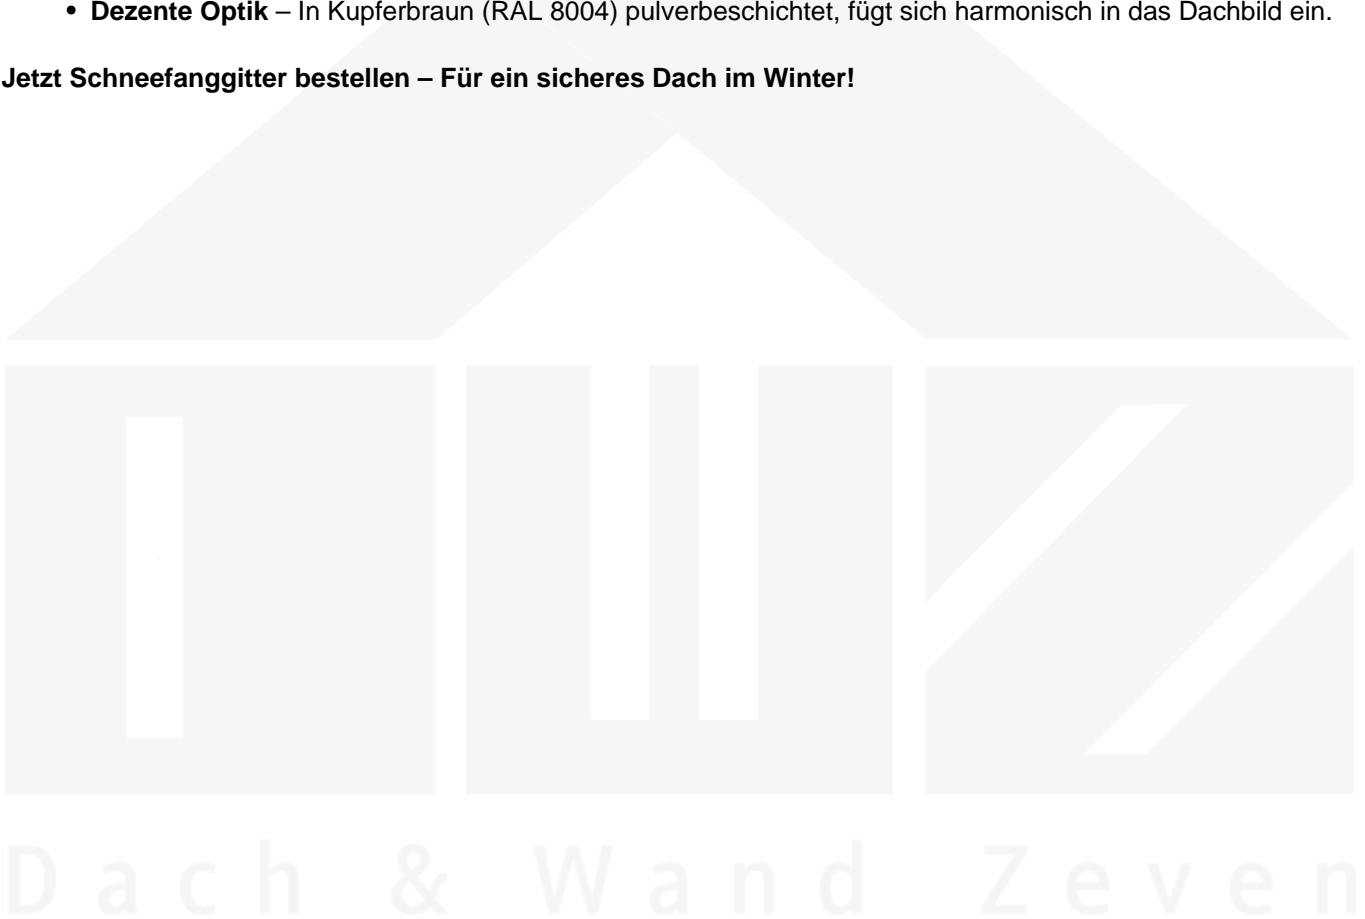 • Dezente Optik – In Kupferbraun (RAL 8004) pulverbeschichtet, fügt sich harmonisch in das Dachbild ein.
Jetzt Schneefanggitter bestellen – Für ein sicheres Dach im Winter!
Dach & Wand Zeven